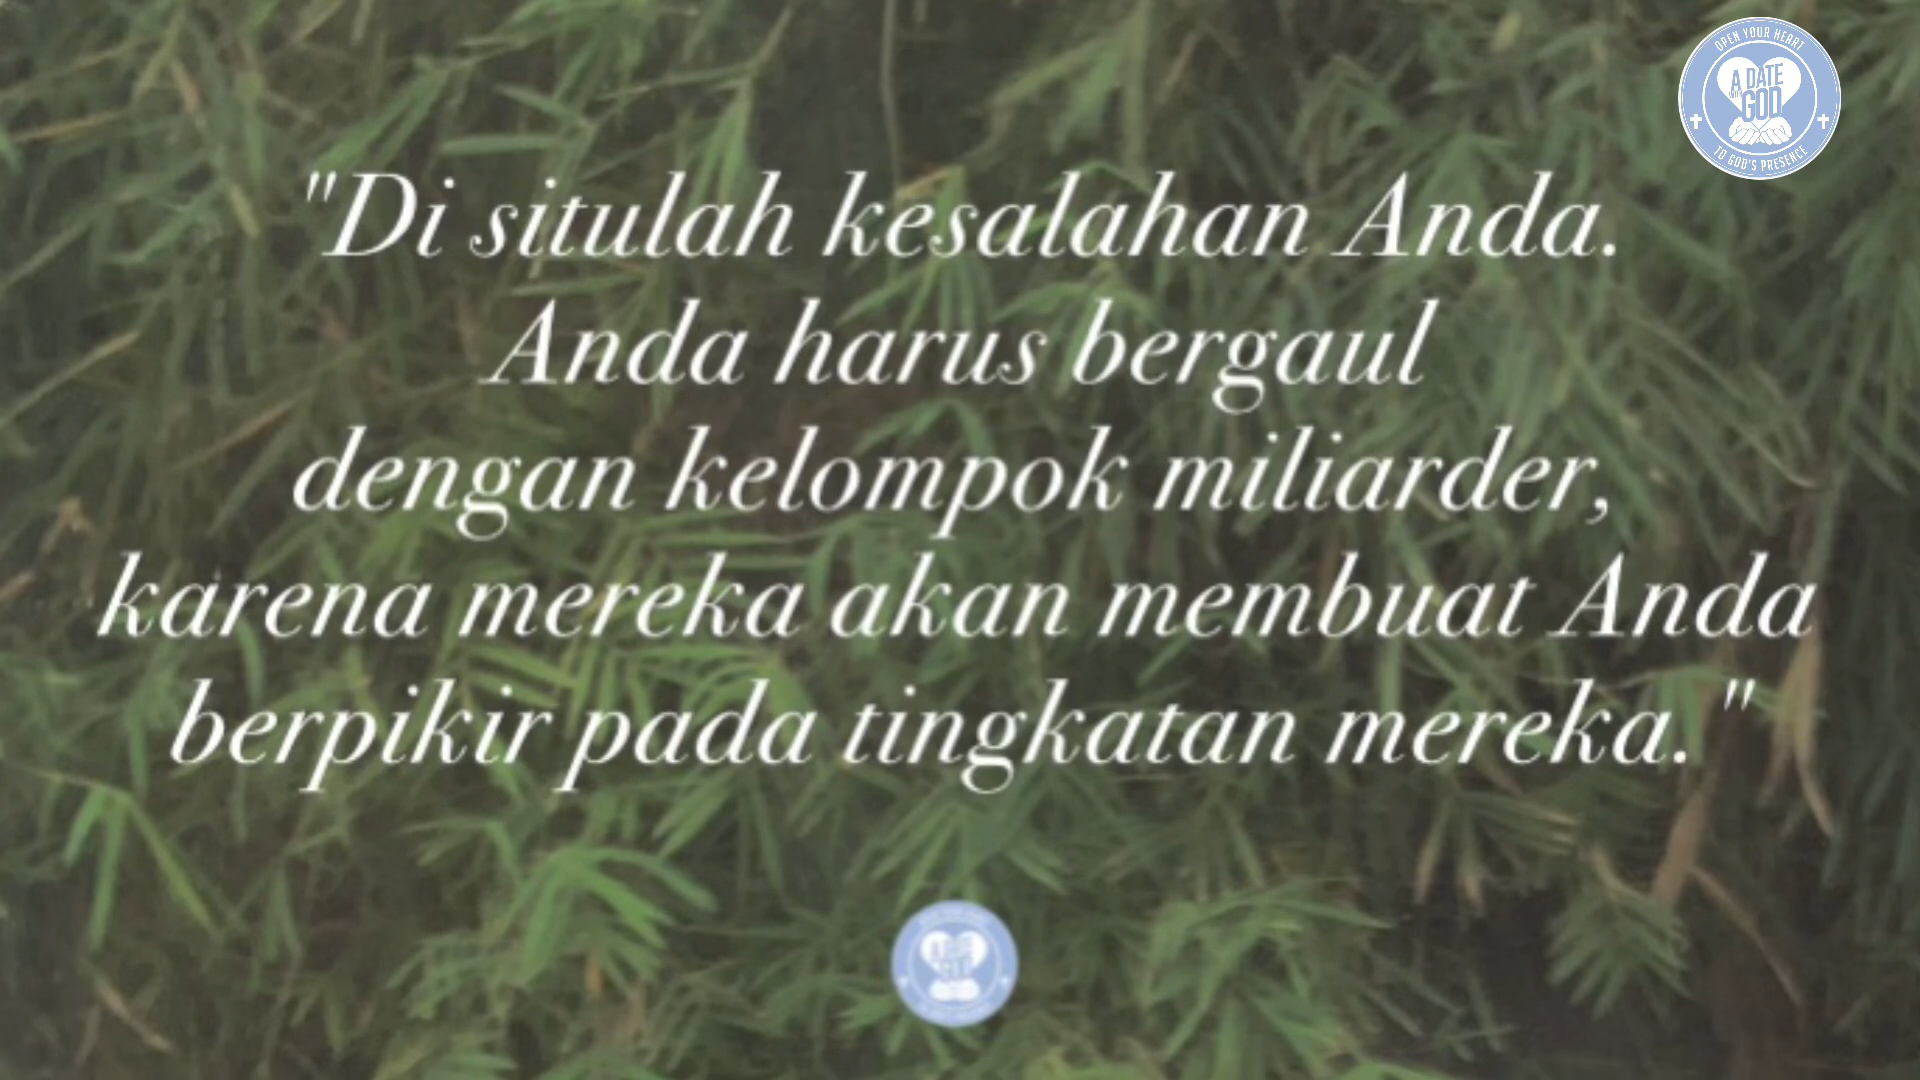 OPEN YOUR HEART
A DATE
GOD
TO GOD'S PRESENCE
"Di situlah kesalahan Anda.
Anda harus bergaul
dengan kelompok miliarder,
karena mereka akan membuat Anda
berpikir pada tingkatan mereka."